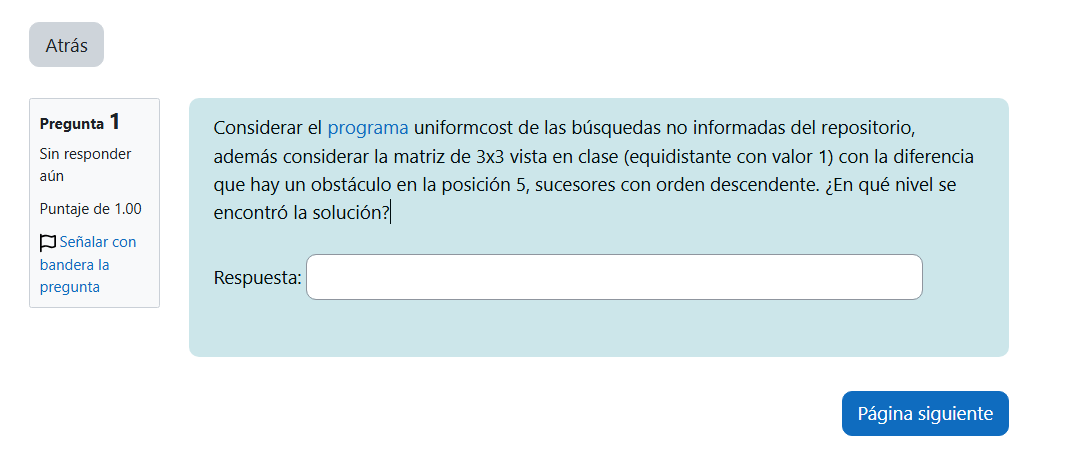 Atrás
Pregunta 1
Sin responder
aún
Puntaje de 1.00
Señalar con
bandera la
pregunta
Considerar el programa uniformcost de las búsquedas no informadas del repositorio,
además considerar la matriz de 3x3 vista en clase (equidistante con valor 1) con la diferencia
que hay un obstáculo en la posición 5, sucesores con orden descendente. ¿En qué nivel se
encontró la solución?
Respuesta:
Página siguiente